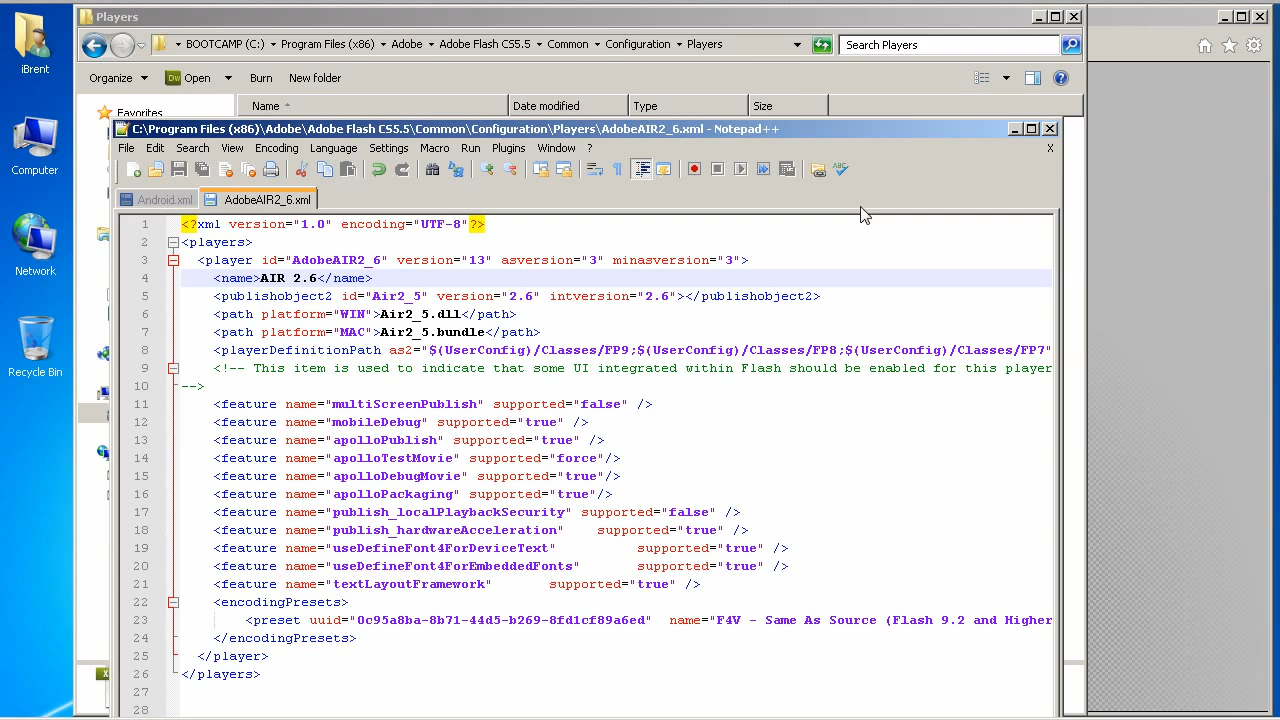 iBrent
Computer
Network
Recycle Bin
Players
BOOTCAMP (C:) Program Files (x86) Adobe Adobe Flash CS5.5 Common Configuration Players
Search Players
Organize Dw Open Burn New folder
Favorites Name Date modified Type Size
C:\Program Files (x86)\Adobe\Adobe Flash CS5.5\Common\Configuration\Players\AdobeAIR2_6.xml - Notepad++
File Edit Search View Encoding Language Settings Macro Run Plugins Window ? X
Android.xml AdobeAIR2_6.xml
1 <?xml version="1.0" encoding="UTF-8"?>
2 <players>
3 <player id="AdobeAIR2_6" version="13" asversion="3" minasversion="3">
4 <name>AIR 2.6</name>
5 <publishobject2 id="Air2_5" version="2.6" intversion="2.6"></publishobject2>
6 <path platform="WIN">Air2_5.dll</path>
7 <path platform="MAC">Air2_5.bundle</path>
8 <playerDefinitionPath as2="$(UserConfig)/Classes/FP9;$(UserConfig)/Classes/FP8;$(UserConfig)/Classes/FP7"
9 <!-- This item is used to indicate that some UI integrated within Flash should be enabled for this player
10 -->
11 <feature name="multiScreenPublish" supported="false" />
12 <feature name="mobileDebug" supported="true" />
13 <feature name="apolloPublish" supported="true" />
14 <feature name="apolloTestMovie" supported="force"/>
15 <feature name="apolloDebugMovie" supported="true"/>
16 <feature name="apolloPackaging" supported="true"/>
17 <feature name="publish_localPlaybackSecurity" supported="false" />
18 <feature name="publish_hardwareAcceleration" supported="true" />
19 <feature name="useDefineFont4ForDeviceText" supported="true" />
20 <feature name="useDefineFont4ForEmbeddedFonts" supported="true" />
21 <feature name="textLayoutFramework" supported="true" />
22 <encodingPresets>
23 <preset uuid="0c95a8ba-8b71-44d5-b269-8fd1cf89a6ed" name="F4V - Same As Source (Flash 9.2 and Higher
24 </encodingPresets>
25 </player>
26 </players>
27
28